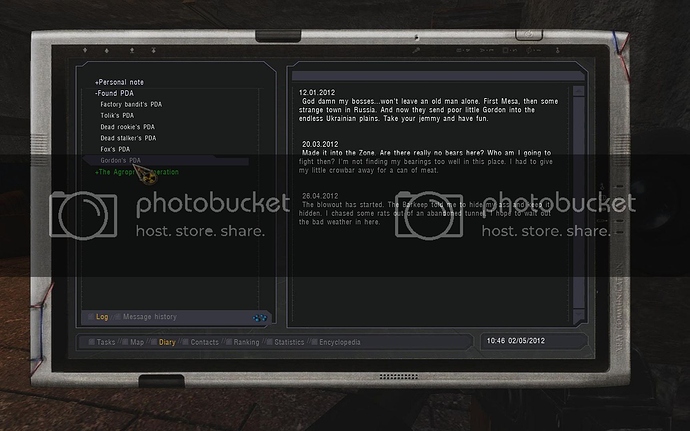 +Personal note
-Found PDA
Factory bandit's PDA
Tolik's PDA
Dead rookie's PDA
Dead stalker's PDA
Fox's PDA
Gordon's PDA
+The Agrop eration
Log Message history
12.01.2012
God damn my bosses...won't leave an old man alone. First Mesa, then some
strange town in Russia. And now they send poor little Gordon into the
endless Ukrainian plains. Take your jemmy and have fun.
20.03.2012
Made it into the Zone. Are there really no bears here? Who am I going to
fight then? I'm not finding my bearings too well in this place. I had to give
my little crowbar away for a can of meat.
26.04.2012
The blowout has started. The Barkeep told me to hide my ass and keep it
hidden. I chased some rats out of an abandoned tunnel. I hope to wait out
the bad weather in here.
Tasks Map Diary Contacts Ranking Statistics Encyclopedia
10:46 02/05/2012
photobucket
host. store. share.
photobucket
host. store. share.